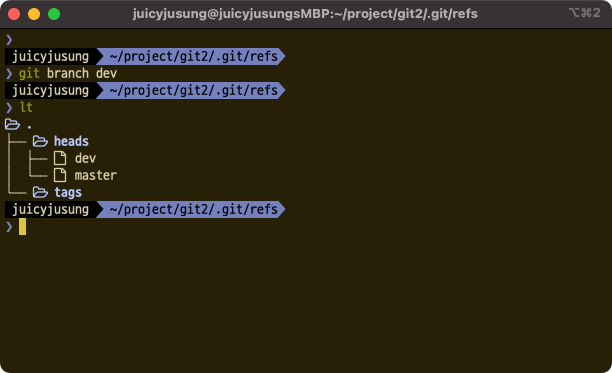 juicyjusung@juicyjusungsMBP:~/project/git2/.git/refs ⌥⌘2
❯
juicyjusung ~/project/git2/.git/refs
❯ git branch dev
juicyjusung ~/project/git2/.git/refs
❯ lt
.
├── heads
│   ├── dev
│   └── master
└── tags
juicyjusung ~/project/git2/.git/refs
❯